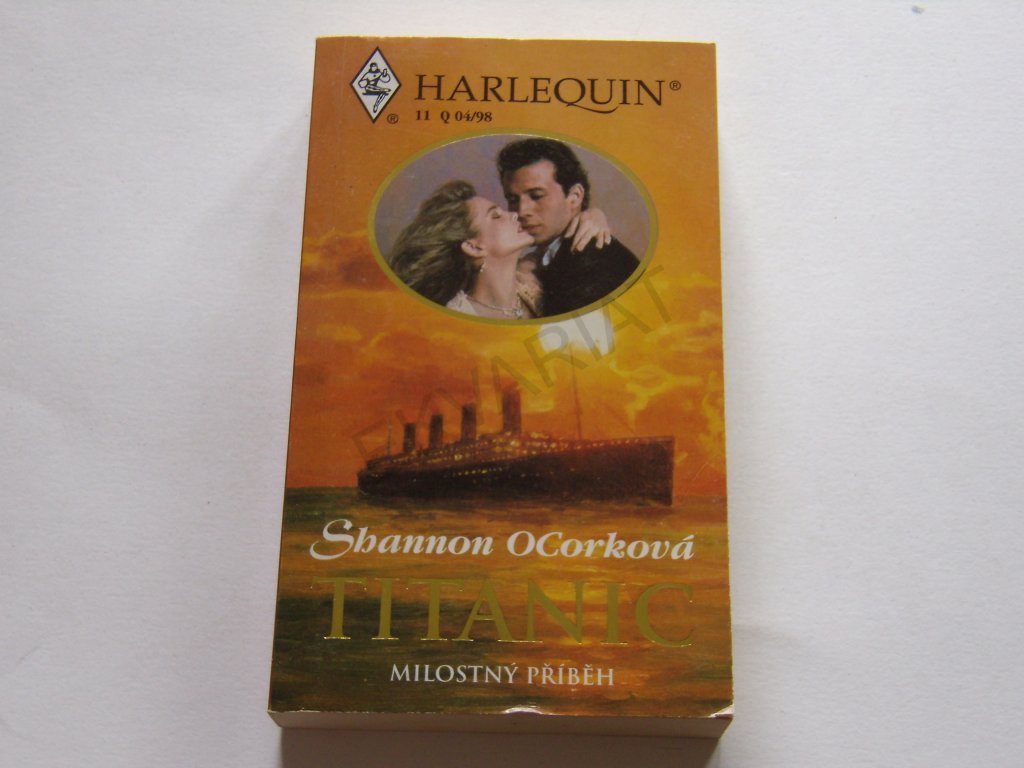 HARLEQUIN®
®
11 Q 04/98
Shannon OCorková
TITANIC
MILOSTNÝ PŘÍBĚH